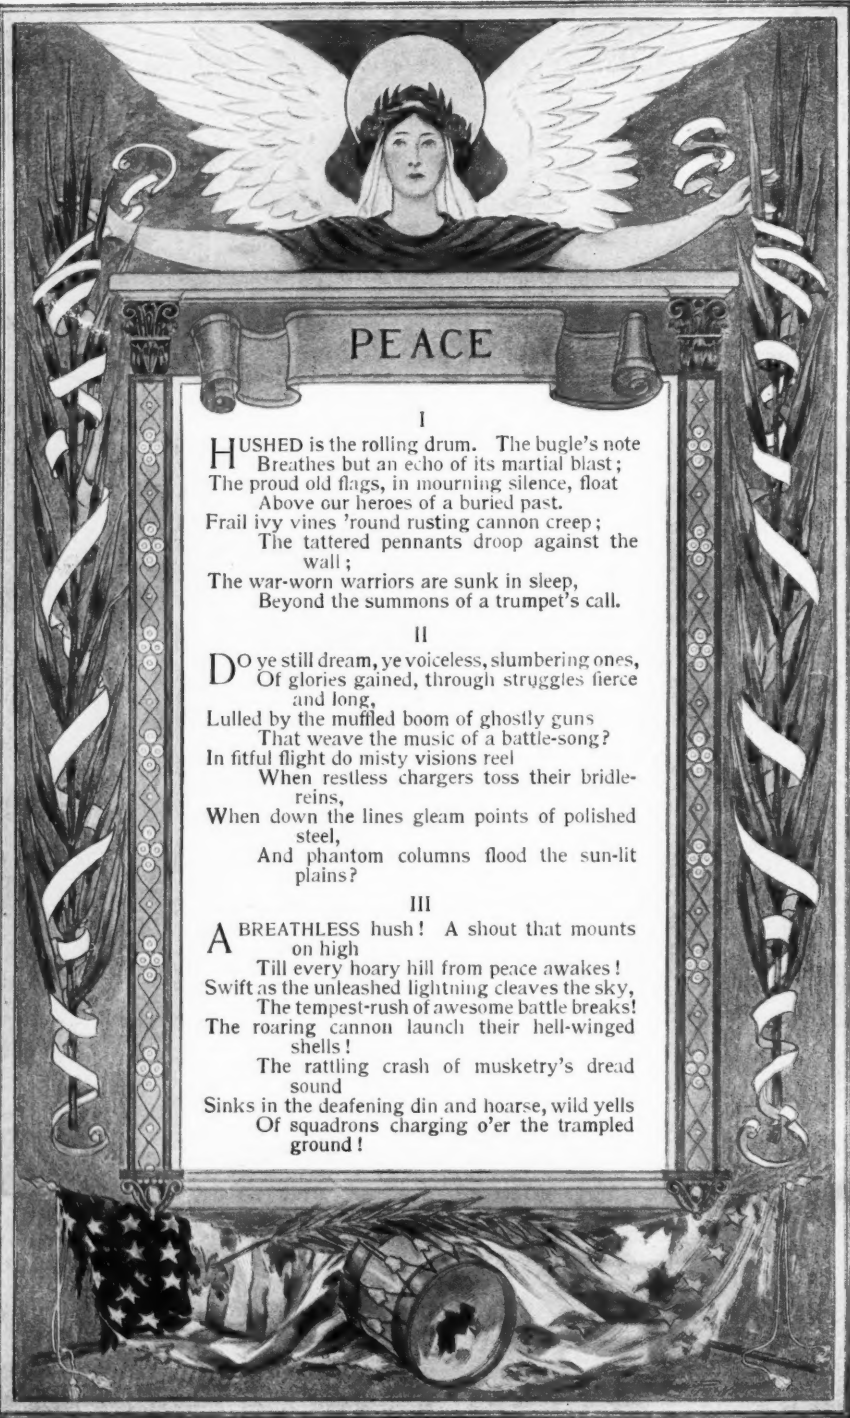 PEACE
I
HUSHED is the rolling drum. The bugle's note
Breathes but an echo of its martial blast;
The proud old flags, in mourning silence, float
Above our heroes of a buried past.
Frail ivy vines 'round rusting cannon creep;
The tattered pennants droop against the
wall;
The war-worn warriors are sunk in sleep,
Beyond the summons of a trumpet's call.
II
DO ye still dream, ye voiceless, slumbering ones,
Of glories gained, through struggles fierce
and long,
Lulled by the muffled boom of ghostly guns
That weave the music of a battle-song?
In fitful flight do misty visions reel
When restless chargers toss their bridle-
reins,
When down the lines gleam points of polished
steel,
And phantom columns flood the sun-lit
plains?
III
A BREATHLESS hush! A shout that mounts
on high
Till every hoary hill from peace awakes!
Swift as the unleashed lightning cleaves the sky,
The tempest-rush of awesome battle breaks!
The roaring cannon launch their hell-winged
shells!
The rattling crash of musketry's dread
sound
Sinks in the deafening din and hoarse, wild yells
Of squadrons charging o'er the trampled
ground!